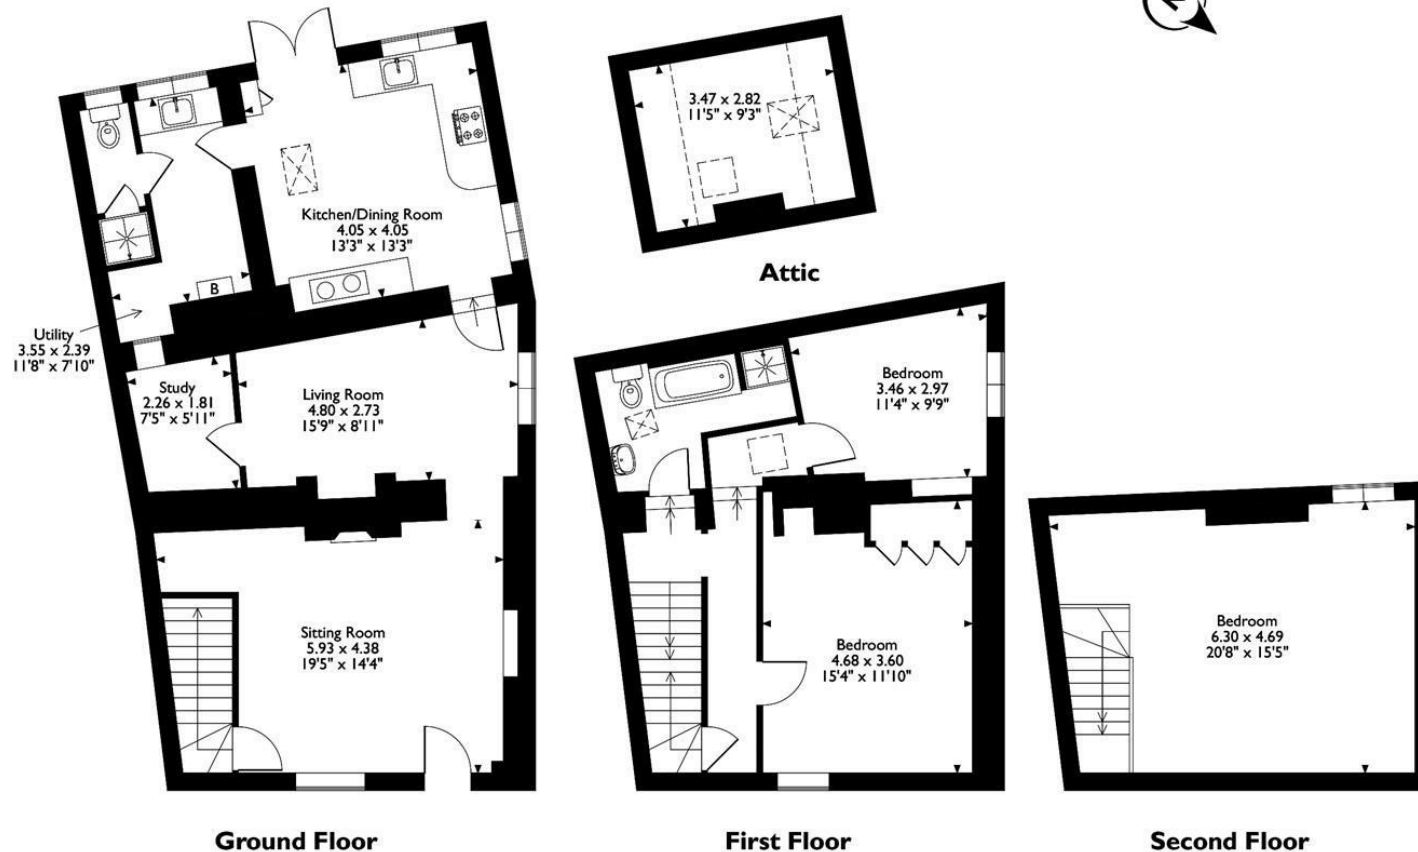 3.47 x 2.82
11'5" x 9'3"
Attic
Kitchen/Dining Room
4.05 x 4.05
13'3" x 13'3"
B
Utility
3.55 x 2.39
11'8" x 7'10"
Study
2.26 x 1.81
7'5" x 5'11"
Living Room
4.80 x 2.73
15'9" x 8'11"
Sitting Room
5.93 x 4.38
19'5" x 14'4"
Ground Floor
Bedroom
3.46 x 2.97
11'4" x 9'9"
Bedroom
4.68 x 3.60
15'4" x 11'10"
First Floor
Bedroom
6.30 x 4.69
20'8" x 15'5"
Second Floor